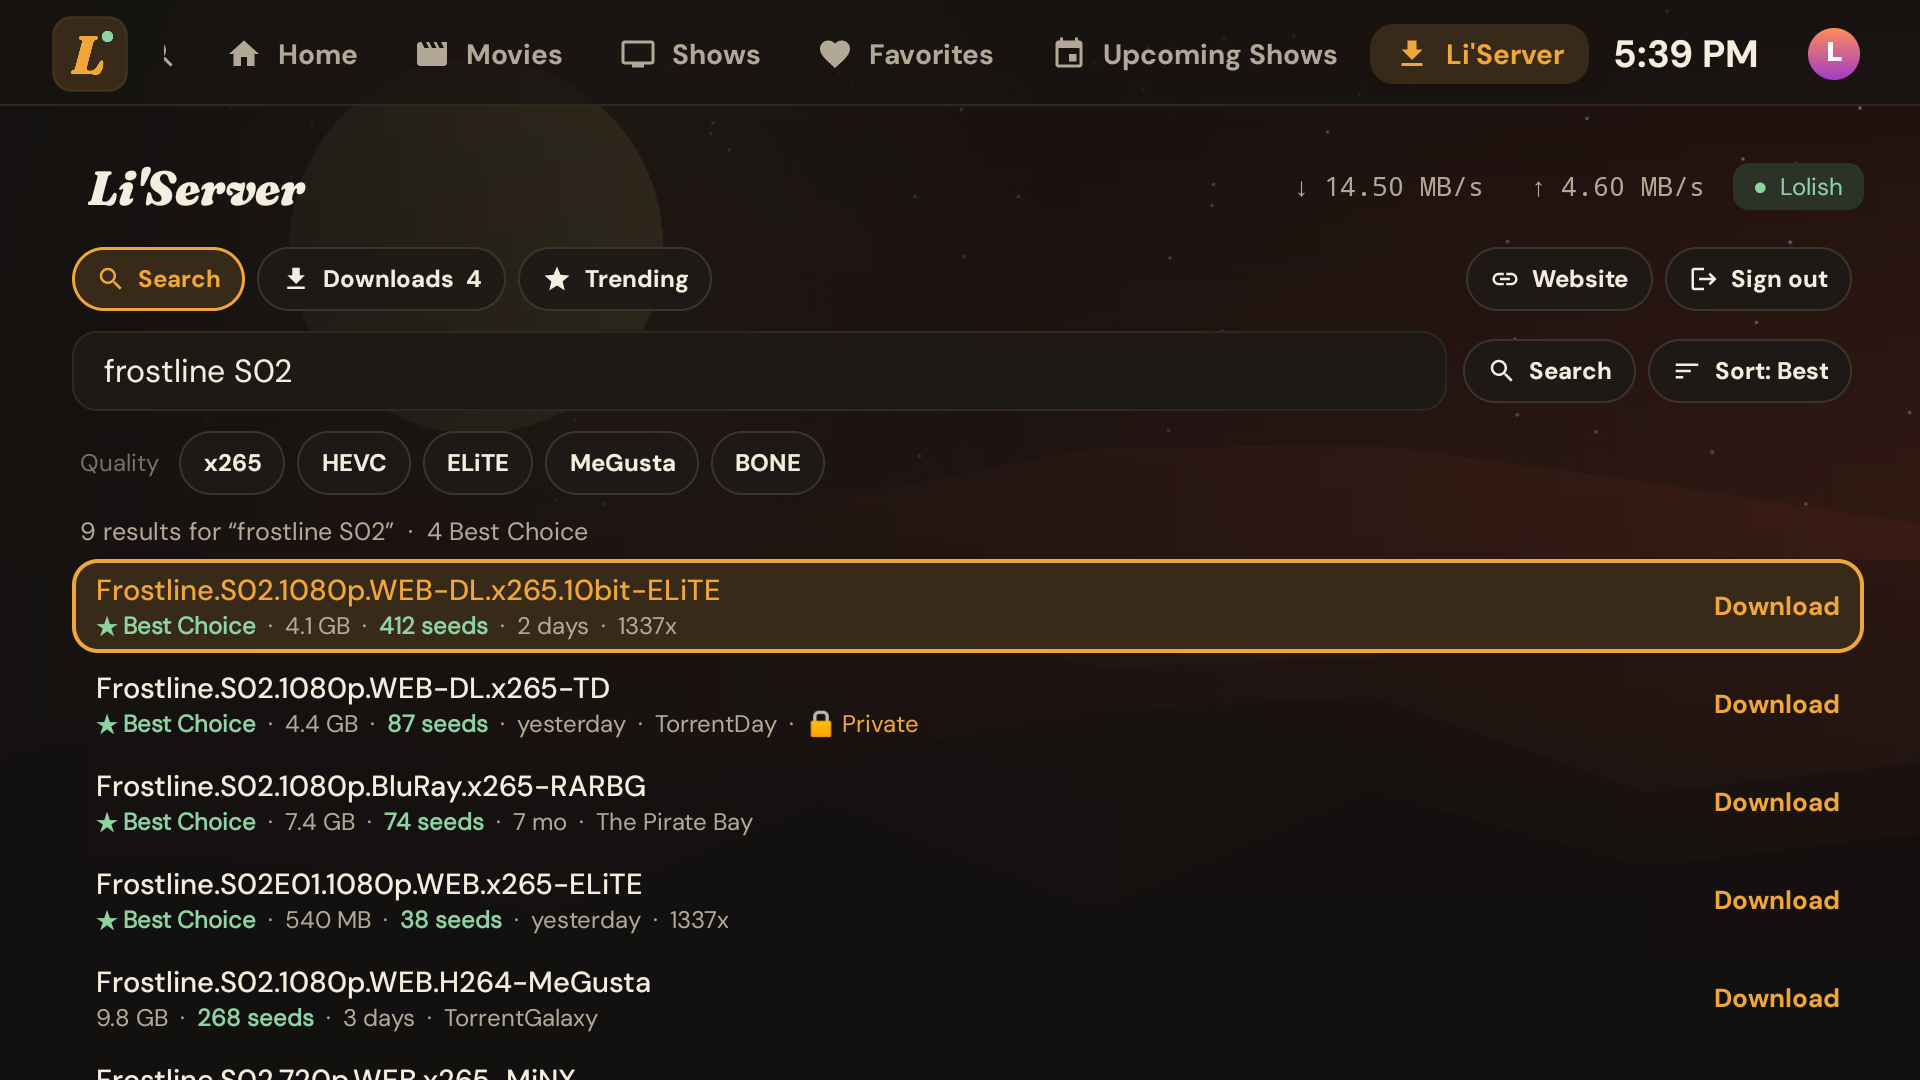 L
Home
Movies
Shows
Favorites
Upcoming Shows
Li'Server
5:39 PM
L
Li'Server
↓ 14.50 MB/s
↑ 4.60 MB/s
● Lolish
Search
Downloads 4
Trending
Website
Sign out
frostline S02
Search
Sort: Best
Quality
x265
HEVC
ELiTE
MeGusta
BONE
9 results for “frostline S02” · 4 Best Choice
Frostline.S02.1080p.WEB-DL.x265.10bit-ELiTE
★ Best Choice · 4.1 GB · 412 seeds · 2 days · 1337x
Download
Frostline.S02.1080p.WEB-DL.x265-TD
★ Best Choice · 4.4 GB · 87 seeds · yesterday · TorrentDay · 🔒 Private
Download
Frostline.S02.1080p.BluRay.x265-RARBG
★ Best Choice · 7.4 GB · 74 seeds · 7 mo · The Pirate Bay
Download
Frostline.S02E01.1080p.WEB.x265-ELiTE
★ Best Choice · 540 MB · 38 seeds · yesterday · 1337x
Download
Frostline.S02.1080p.WEB.H264-MeGusta
9.8 GB · 268 seeds · 3 days · TorrentGalaxy
Download
Frostline.S02.720p.WEB.x265-MiNX